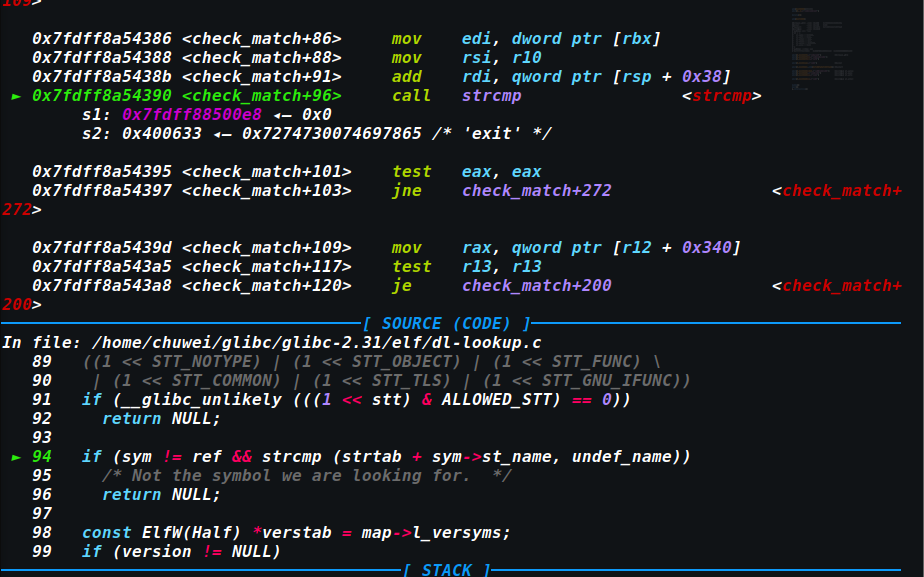 109>
0x7fdff8a54386 <check_match+86> mov edi, dword ptr [rbx]
0x7fdff8a54388 <check_match+88> mov rsi, r10
0x7fdff8a5438b <check_match+91> add rdi, qword ptr [rsp + 0x38]
► 0x7fdff8a54390 <check_match+96> call strcmp <strcmp>
s1: 0x7fdff88500e8 ◂— 0x0
s2: 0x400633 ◂— 0x7274730074697865 /* 'exit' */
0x7fdff8a54395 <check_match+101> test eax, eax
0x7fdff8a54397 <check_match+103> jne check_match+272 <check_match+
272>
0x7fdff8a5439d <check_match+109> mov rax, qword ptr [r12 + 0x340]
0x7fdff8a543a5 <check_match+117> test r13, r13
0x7fdff8a543a8 <check_match+120> je check_match+200 <check_match+
200>
[ SOURCE (CODE) ]
In file: /home/chuwei/glibc/glibc-2.31/elf/dl-lookup.c
89 ((1 << STT_NOTYPE) | (1 << STT_OBJECT) | (1 << STT_FUNC) \
90 | (1 << STT_COMMON) | (1 << STT_TLS) | (1 << STT_GNU_IFUNC))
91 if (__glibc_unlikely (((1 << stt) & ALLOWED_STT) == 0))
92 return NULL;
93
► 94 if (sym != ref && strcmp (strtab + sym->st_name, undef_name))
95 /* Not the symbol we are looking for.  */
96 return NULL;
97
98 const ElfW(Half) *verstab = map->l_versyms;
99 if (version != NULL)
[ STACK ]